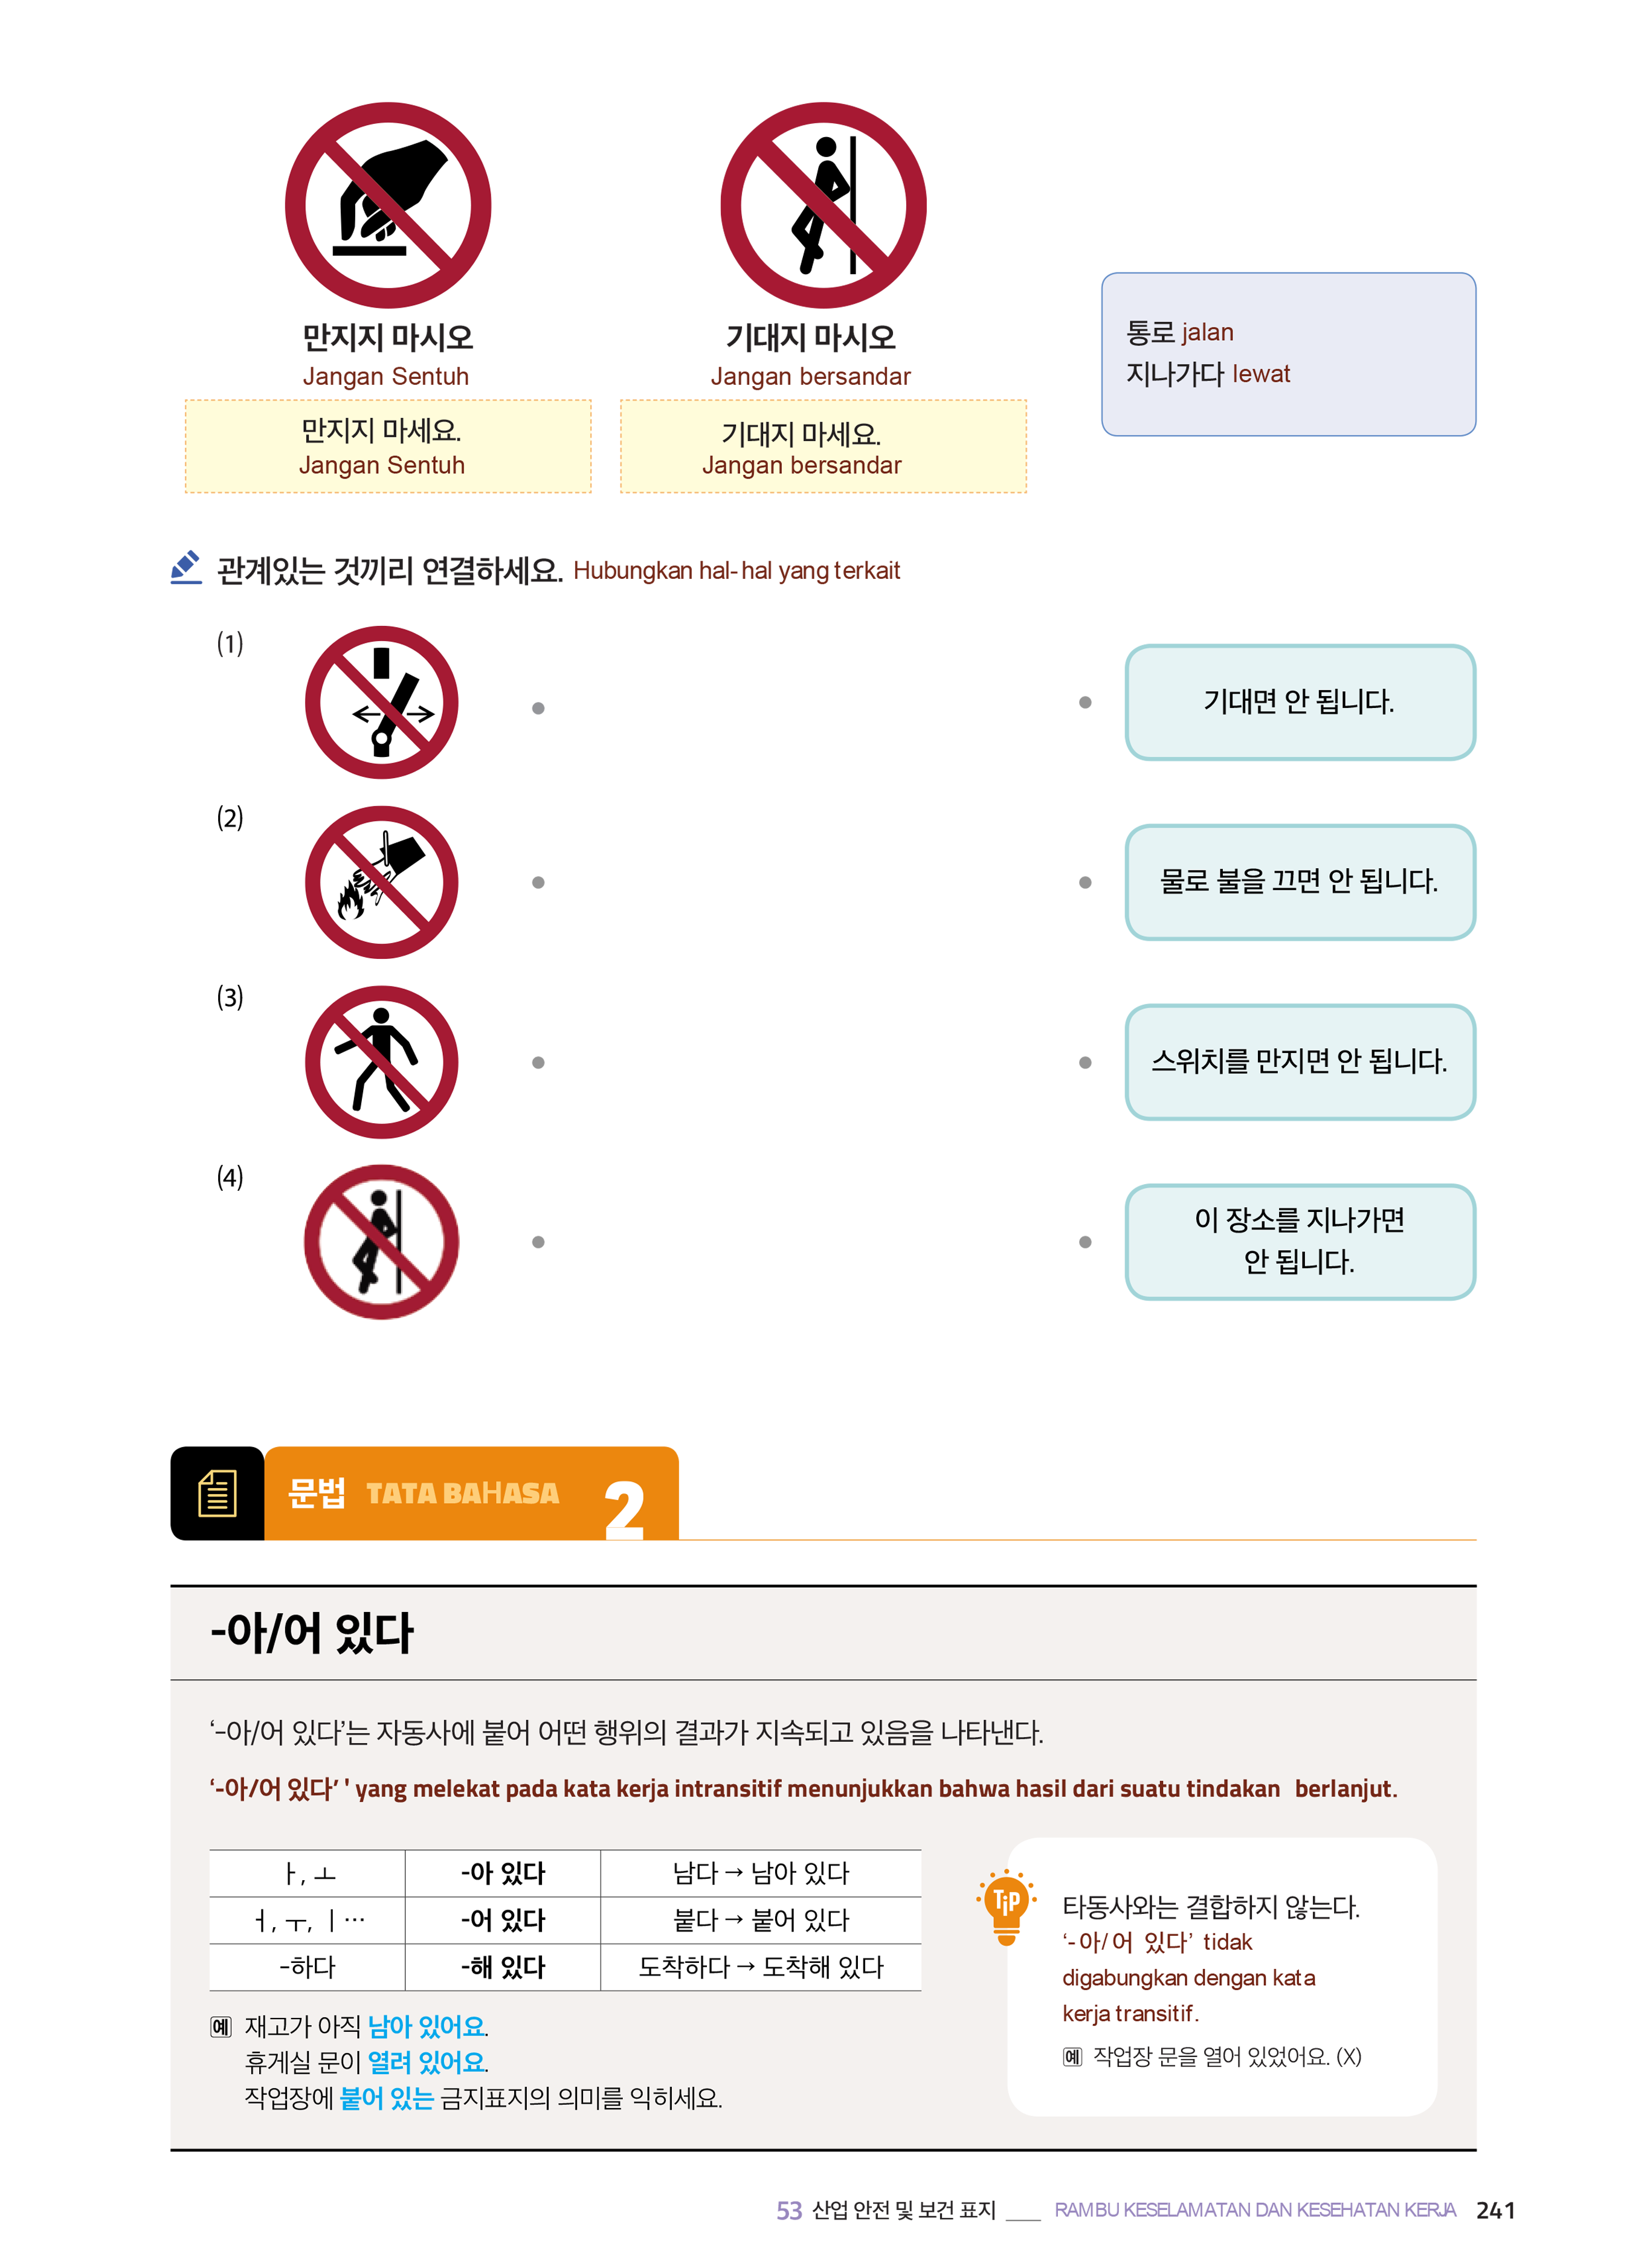 만지지 마시오
Jangan Sentuh
만지지 마세요.
Jangan Sentuh
기대지 마시오
Jangan bersandar
기대지 마세요.
Jangan bersandar
통로 jalan
지나가다 lewat
관계있는 것끼리 연결하세요. Hubungkan hal-hal yang terkait
(1)
기대면 안 됩니다.
(2)
물로 불을 끄면 안 됩니다.
(3)
스위치를 만지면 안 됩니다.
(4)
이 장소를 지나가면
안 됩니다.
문법 TATA BAHASA 2
-아/어 있다
‘-아/어 있다’는 자동사에 붙어 어떤 행위의 결과가 지속되고 있음을 나타낸다.
‘-아/어 있다’ ' yang melekat pada kata kerja intransitif menunjukkan bahwa hasil dari suatu tindakan berlanjut.
ㅏ, ㅗ -아 있다 남다 → 남아 있다
ㅓ, ㅜ, ㅣ… -어 있다 붙다 → 붙어 있다
-하다 -해 있다 도착하다 → 도착해 있다
예 재고가 아직 남아 있어요.
휴게실 문이 열려 있어요.
작업장에 붙어 있는 금지표지의 의미를 익히세요.
Tip
타동사와는 결합하지 않는다.
‘-아/어 있다’ tidak
digabungkan dengan kata
kerja transitif.
예 작업장 문을 열어 있었어요. (X)
53 산업 안전 및 보건 표지 ___ RAMBU KESELAMATAN DAN KESEHATAN KERJA 241